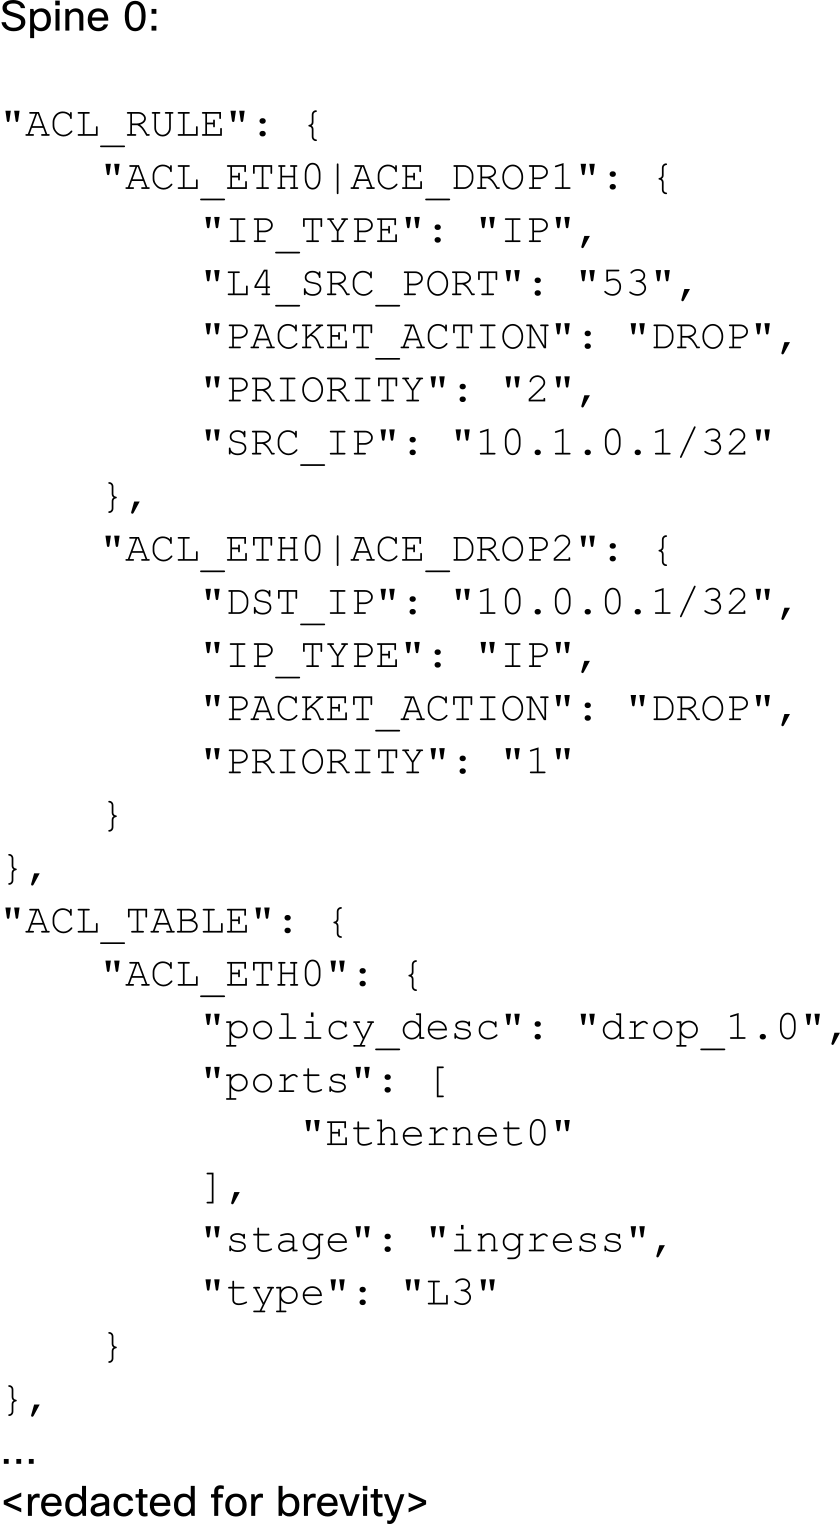 Spine 0:
"ACL_RULE": {
    "ACL_ETH0|ACE_DROP1": {
        "IP_TYPE": "IP",
        "L4_SRC_PORT": "53",
        "PACKET_ACTION": "DROP",
        "PRIORITY": "2",
        "SRC_IP": "10.1.0.1/32"
    },
    "ACL_ETH0|ACE_DROP2": {
        "DST_IP": "10.0.0.1/32",
        "IP_TYPE": "IP",
        "PACKET_ACTION": "DROP",
        "PRIORITY": "1"
    }
},
"ACL_TABLE": {
    "ACL_ETH0": {
        "policy_desc": "drop_1.0",
        "ports": [
            "Ethernet0"
        ],
        "stage": "ingress",
        "type": "L3"
    }
},
...
<redacted for brevity>